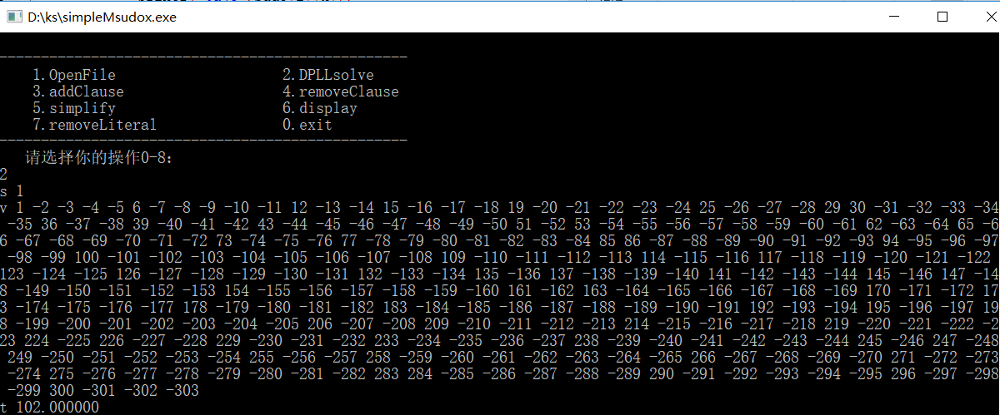 D:\ks\simpleMsudox.exe
--------------------------------------------------
1.OpenFile 2.DPLLsolve
3.addClause 4.removeClause
5.simplify 6.display
7.removeLiteral 0.exit
--------------------------------------------------
请选择你的操作0-8:
2
s 1
v 1 -2 -3 -4 -5 6 -7 -8 -9 -10 -11 12 -13 -14 15 -16 -17 -18 19 -20 -21 -22 -23 -24 25 -26 -27 -28 29 30 -31 -32 -33 -34
-35 36 -37 -38 39 -40 -41 -42 43 -44 -45 -46 -47 -48 -49 -50 51 -52 53 -54 -55 -56 -57 -58 -59 -60 -61 62 -63 -64 65 -6
6 -67 -68 -69 -70 -71 -72 73 -74 -75 -76 77 -78 -79 -80 -81 -82 -83 -84 85 86 -87 -88 -89 -90 -91 -92 -93 94 -95 -96 -97
-98 -99 100 -101 -102 -103 -104 -105 -106 -107 -108 109 -110 -111 -112 -113 114 -115 -116 117 -118 -119 -120 -121 -122
123 -124 -125 126 -127 -128 -129 -130 -131 132 -133 -134 135 -136 137 -138 -139 -140 141 -142 -143 -144 145 -146 147 -14
8 -149 -150 -151 -152 -153 154 -155 -156 -157 -158 -159 -160 161 -162 163 -164 -165 -166 -167 -168 -169 170 -171 -172 17
3 -174 -175 -176 -177 178 -179 -180 -181 -182 183 -184 -185 -186 -187 -188 -189 -190 -191 192 -193 -194 195 -196 -197 19
8 -199 -200 -201 -202 -203 -204 -205 206 -207 -208 209 -210 -211 -212 -213 214 -215 -216 -217 -218 219 -220 -221 -222 -2
23 224 -225 226 -227 -228 229 -230 -231 -232 233 -234 -235 -236 -237 238 -239 -240 -241 -242 -243 -244 245 -246 247 -248
249 -250 -251 -252 -253 -254 255 -256 -257 258 -259 -260 -261 -262 -263 -264 -265 266 267 -268 -269 -270 271 -272 -273
-274 275 -276 -277 -278 -279 -280 -281 -282 283 284 -285 -286 -287 -288 -289 290 -291 -292 -293 -294 -295 296 -297 -298
-299 300 -301 -302 -303
t 102.000000